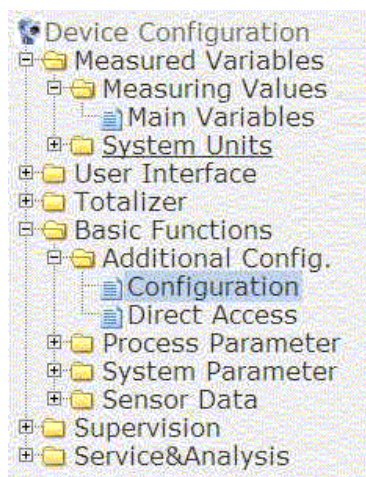 Device Configuration
Measured Variables
Measuring Values
Main Variables
System Units
User Interface
Totalizer
Basic Functions
Additional Config.
Configuration
Direct Access
Process Parameter
System Parameter
Sensor Data
Supervision
Service&Analysis